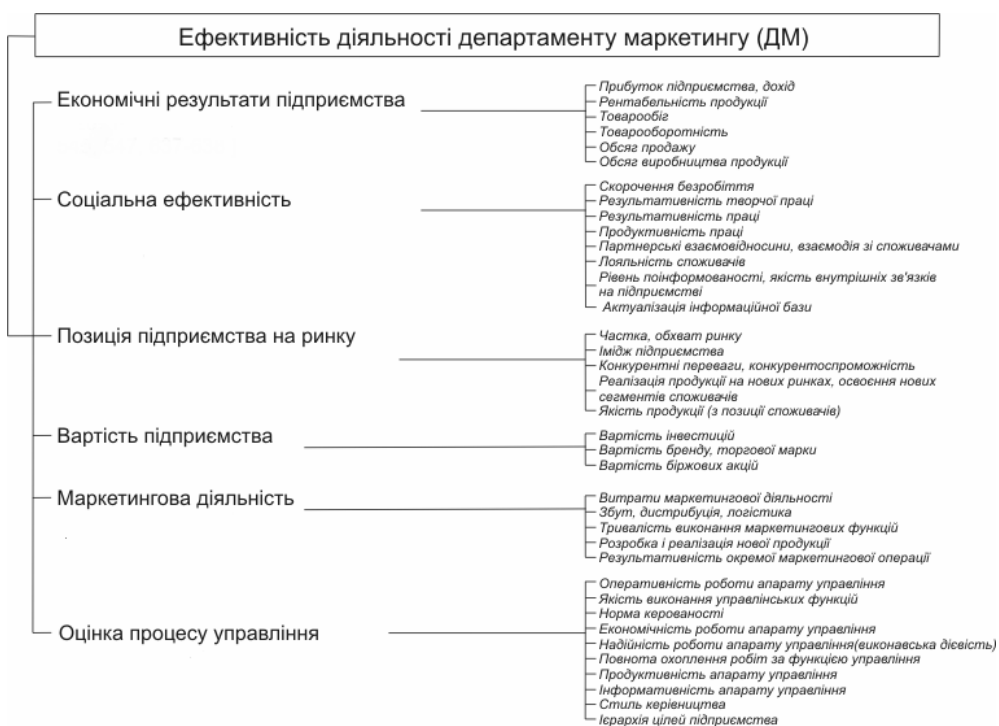 Ефективність діяльності департаменту маркетингу (ДМ)
Економічні результати підприємства
Прибуток підприємства, дохід
Рентабельність продукції
Товарообіг
Товарооборотність
Обсяг продажу
Обсяг виробництва продукції
Соціальна ефективність
Скорочення безробіття
Результативність творчої праці
Результативність праці
Продуктивність праці
Партнерські взаємовідносини, взаємодія зі споживачами
Лояльність споживачів
Рівень поінформованості, якість внутрішніх зв'язків
на підприємстві
Актуалізація інформаційної бази
Позиція підприємства на ринку
Частка, обхват ринку
Імідж підприємства
Конкурентні переваги, конкурентоспроможність
Реалізація продукції на нових ринках, освоєння нових
сегментів споживачів
Якість продукції (з позиції споживачів)
Вартість підприємства
Вартість інвестицій
Вартість бренду, торгової марки
Вартість біржових акцій
Маркетингова діяльність
Витрати маркетингової діяльності
Збут, дистрибуція, логістика
Тривалість виконання маркетингових функцій
Розробка і реалізація нової продукції
Результативність окремої маркетингової операції
Оцінка процесу управління
Оперативність роботи апарату управління
Якість виконання управлінських функцій
Норма керованості
Економічність роботи апарату управління
Надійність роботи апарату управління(виконавська дієвість)
Повнота охоплення робіт за функцією управління
Продуктивність апарату управління
Інформативність апарату управління
Стиль керівництва
Ієрархія цілей підприємства